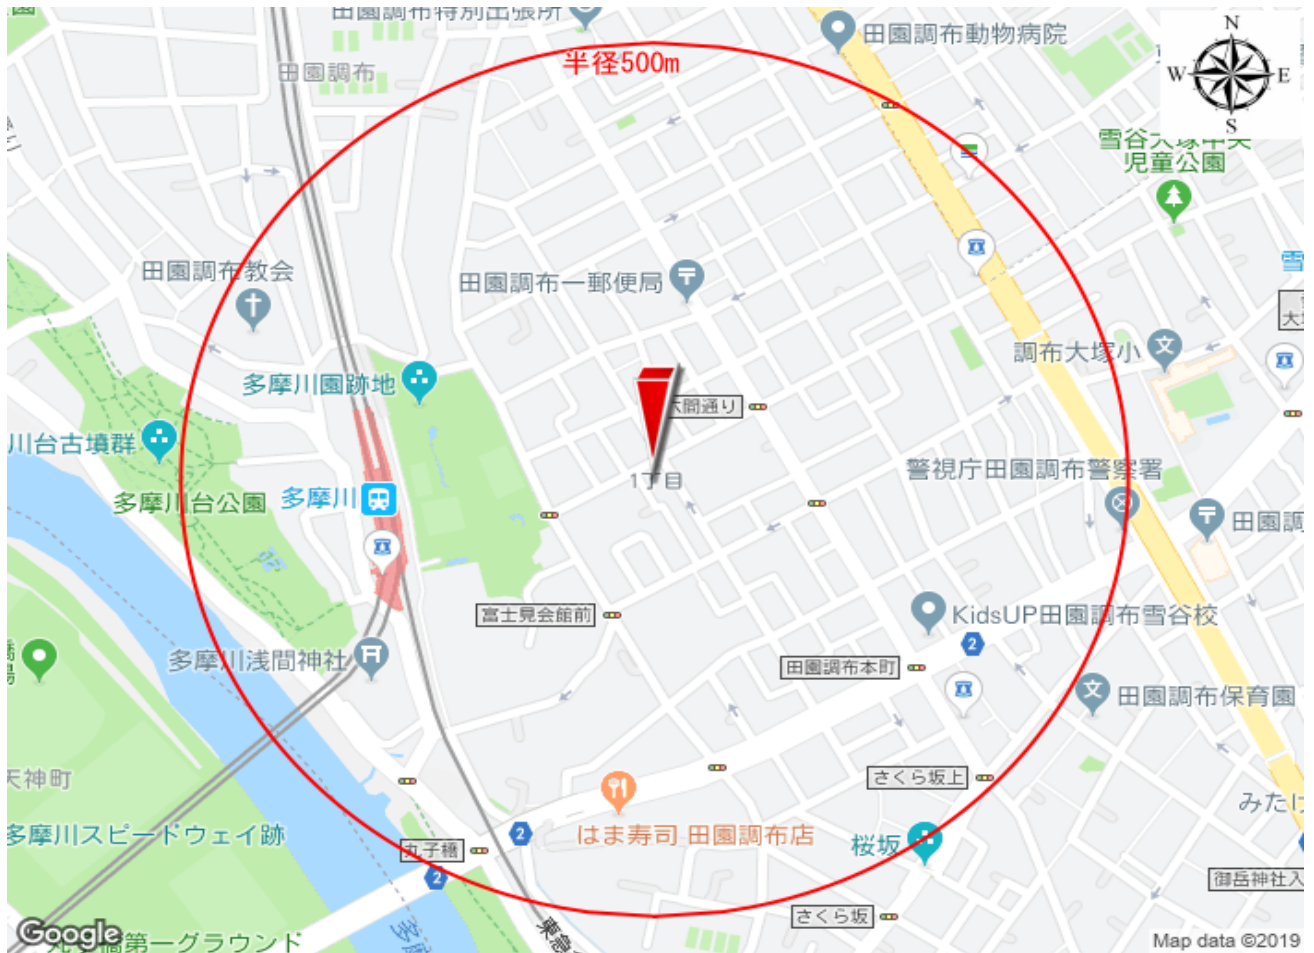 田園調布特別出張所
田園調布動物病院
N
W
E
S
半径500m
田園調布
雪谷大塚中央
児童公園
田園調布教会
田園調布一郵便局
調布大塚小
多摩川園跡地
本間通り
川台古墳群
警視庁田園調布警察署
1丁目
多摩川台公園
多摩川
田園調
富士見会館前
KidsUP田園調布雪谷校
2
多摩川浅間神社
田園調布本町
田園調布保育園
天神町
さくら坂上
みたけ
多摩川スピードウェイ跡
はま寿司 田園調布店
2
桜坂
丸子橋
2
御岳神社入
さくら坂
東急
Google
第一グラウンド
Map data ©2019